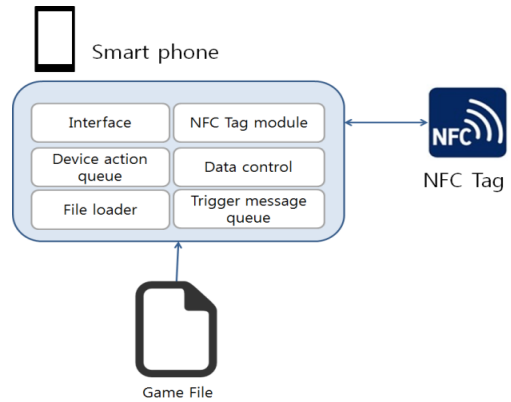 Smart phone
Interface
NFC Tag module
Device action
queue
Data control
File loader
Trigger message
queue
NFC
NFC Tag
Game File